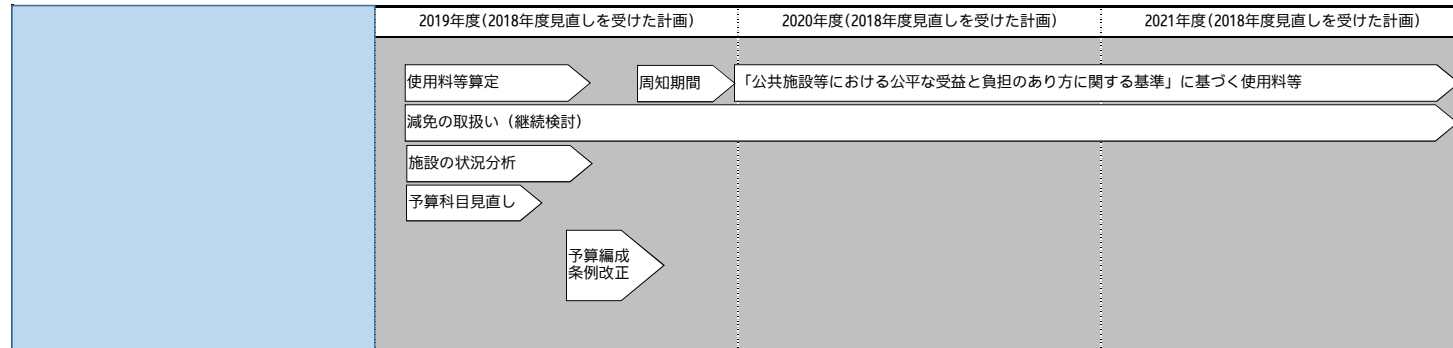 2019年度(2018年度見直しを受けた計画)
2020年度(2018年度見直しを受けた計画)
2021年度(2018年度見直しを受けた計画)
使用料等算定
周知期間
「公共施設等における公平な受益と負担のあり方に関する基準」に基づく使用料等
減免の取扱い（継続検討）
施設の状況分析
予算科目見直し
予算編成
条例改正